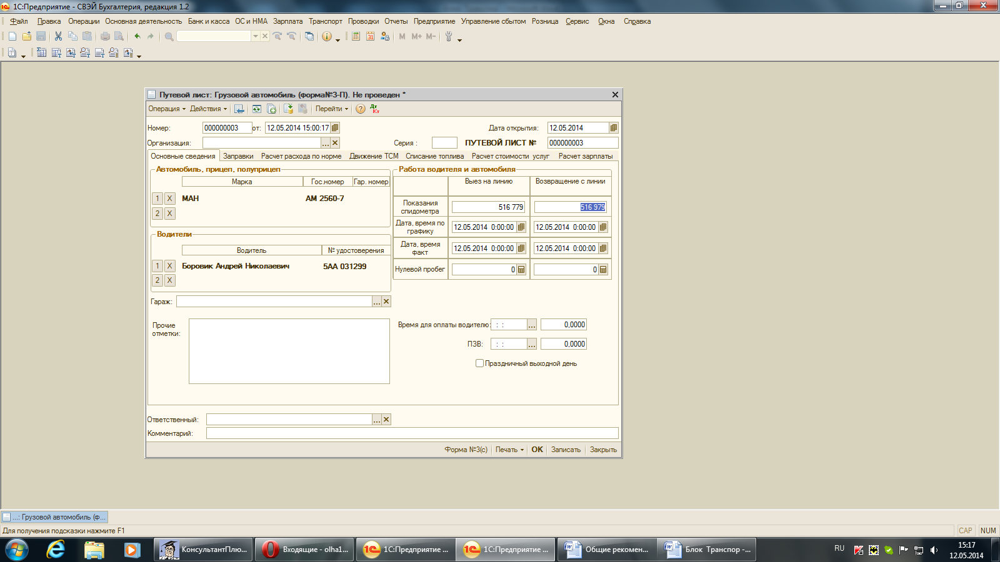 1С:Предприятие - СВЭЙ Бухгалтерия, редакция 1.2
Файл Правка Операции Основная деятельность Банк и касса ОС и НМА Зарплата Транспорт Проводки Отчеты Предприятие Управление сбытом Розница Сервис Окна Справка
M M+ M-
Путевой лист: Грузовой автомобиль (форма№3-П). Не проведен *
Операция Действия Перейти Дт Кт
Номер: 000000003 от: 12.05.2014 15:00:17 Дата открытия: 12.05.2014
Организация: ... Серия : ПУТЕВОЙ ЛИСТ № 000000003
Основные сведения Заправки Расчет расхода по норме Движение ТСМ Списание топлива Расчет стоимости услуг Расчет зарплаты
Автомобиль, прицеп, полуприцеп
Марка Гос.номер Гар. номер
1 X МАН АМ 2560-7
2 X
Водители
Водитель № удостоверения
1 X Боровик Андрей Николаевич 5АА 031299
2 X
Гараж: ...
Прочие отметки:
Работа водителя и автомобиля
Выез на линию Возвращение с линии
Показания спидометра 516 779 516 979
Дата, время по графику 12.05.2014 0:00:00 12.05.2014 0:00:00
Дата, время факт 12.05.2014 0:00:00 12.05.2014 0:00:00
Нулевой пробег 0 0
Время для оплаты водителю: : : ... 0,0000
ПЗВ: : : ... 0,0000
Праздничный выходной день
Ответственный: ...
Комментарий:
Форма №3(с) Печать OK Записать Закрыть
...: Грузовой автомобиль (ф...
Для получения подсказки нажмите F1 CAP NUM
КонсультантПлю... Входящие - olha1... 1С:Предприятие ... 1С:Предприятие ... Общие рекомен... Блок Транспор -... RU 15:17
12.05.2014